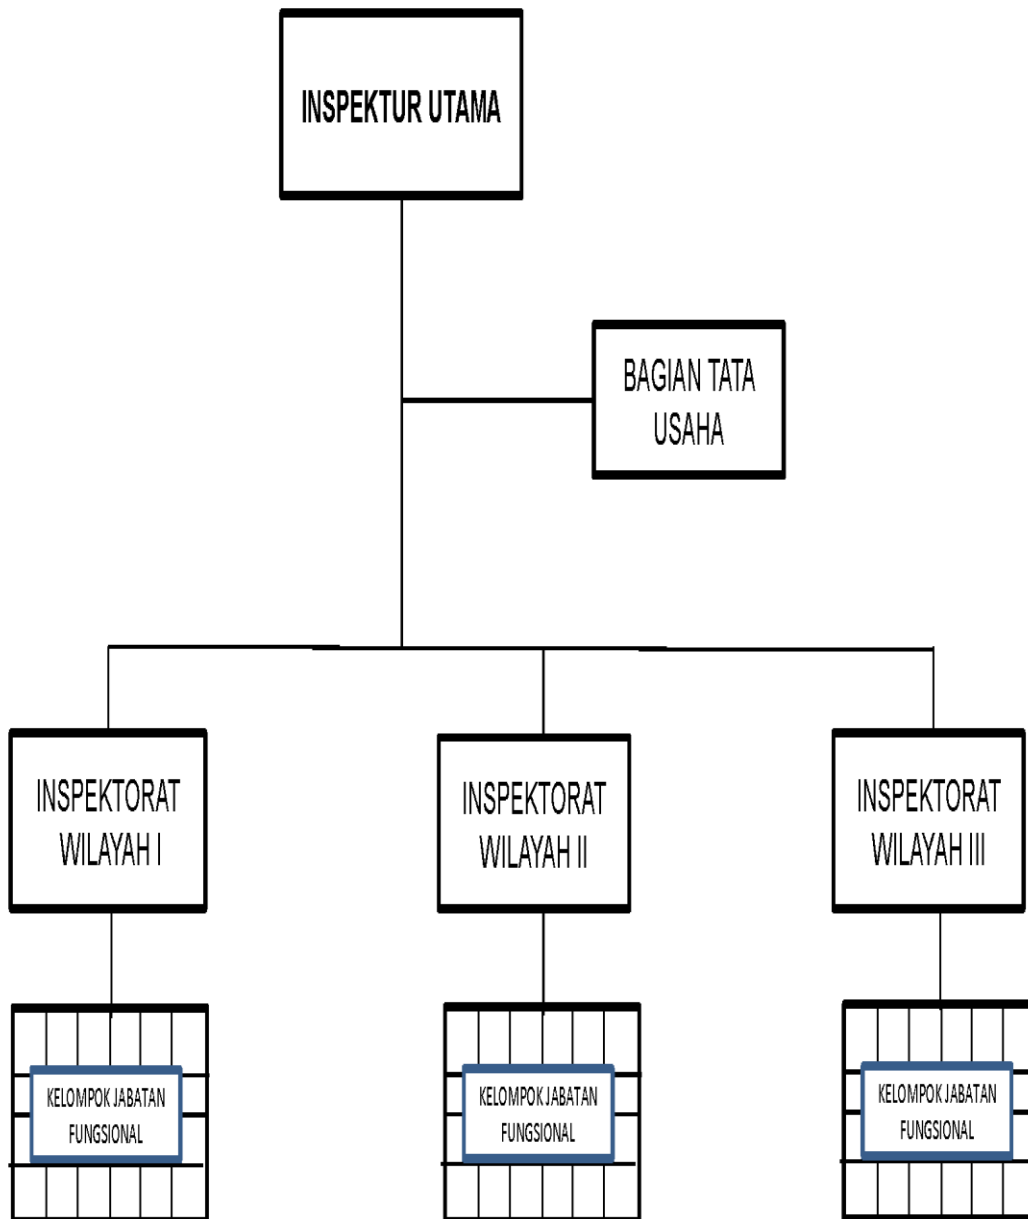 INSPEKTUR UTAMA
BAGIAN TATA
USAHA
INSPEKTORAT
WILAYAH I
INSPEKTORAT
WILAYAH II
INSPEKTORAT
WILAYAH III
KELOMPOK JABATAN
FUNGSIONAL
KELOMPOK JABATAN
FUNGSIONAL
KELOMPOK JABATAN
FUNGSIONAL